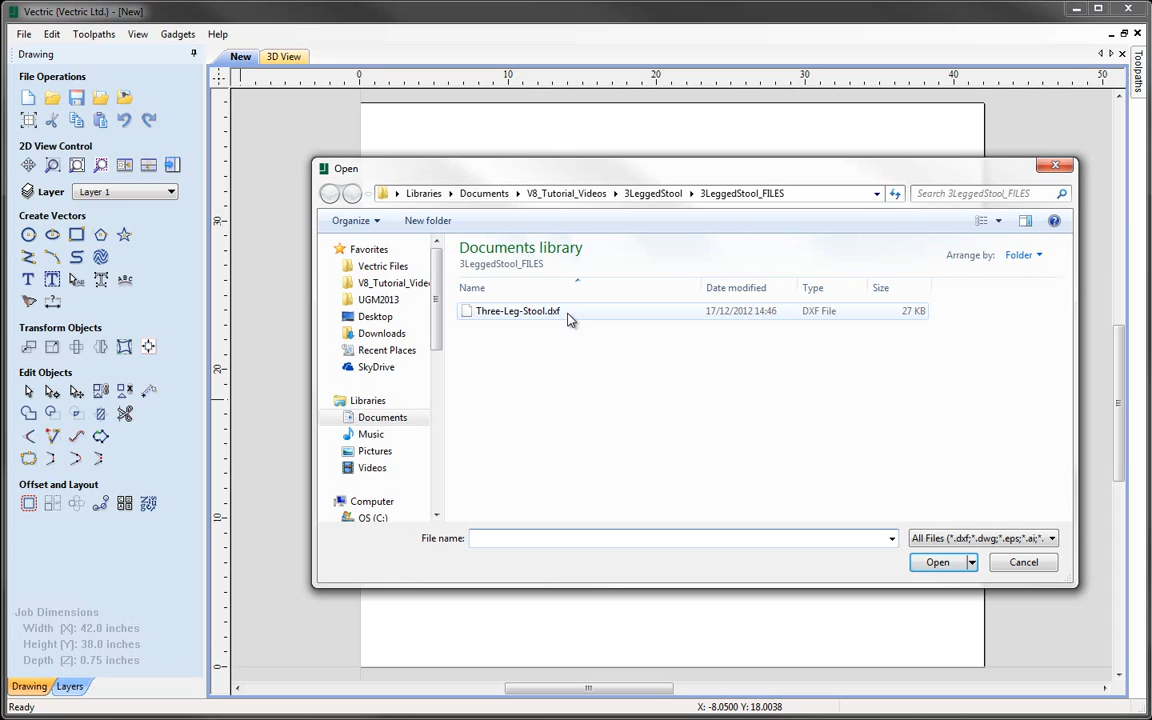 Vectric {Vectric Ltd.} - [New]
File Edit Toolpaths View Gadgets Help
Drawing
New 3D View
Toolpaths
File Operations
0 10 20 30 40 50
2D View Control
Layer Layer 1
Create Vectors
30
Transform Objects
20
Edit Objects
Offset and Layout
10
0
Job Dimensions
Width (X): 42.0 inches
Height (Y): 38.0 inches
Depth (Z): 0.75 inches
Drawing Layers
Ready
X: -8.0500 Y: 18.0038
Open
Libraries Documents V8_Tutorial_Videos 3LeggedStool 3LeggedStool_FILES
Search 3LeggedStool_FILES
Organize New folder
Favorites
Vectric Files
V8_Tutorial_Video
UGM2013
Desktop
Downloads
Recent Places
SkyDrive
Libraries
Documents
Music
Pictures
Videos
Computer
OS (C:)
Documents library
3LeggedStool_FILES
Arrange by: Folder
Name Date modified Type Size
Three-Leg-Stool.dxf 17/12/2012 14:46 DXF File 27 KB
File name:
All Files (*.dxf;*.dwg;*.eps;*.ai;*.
Open Cancel